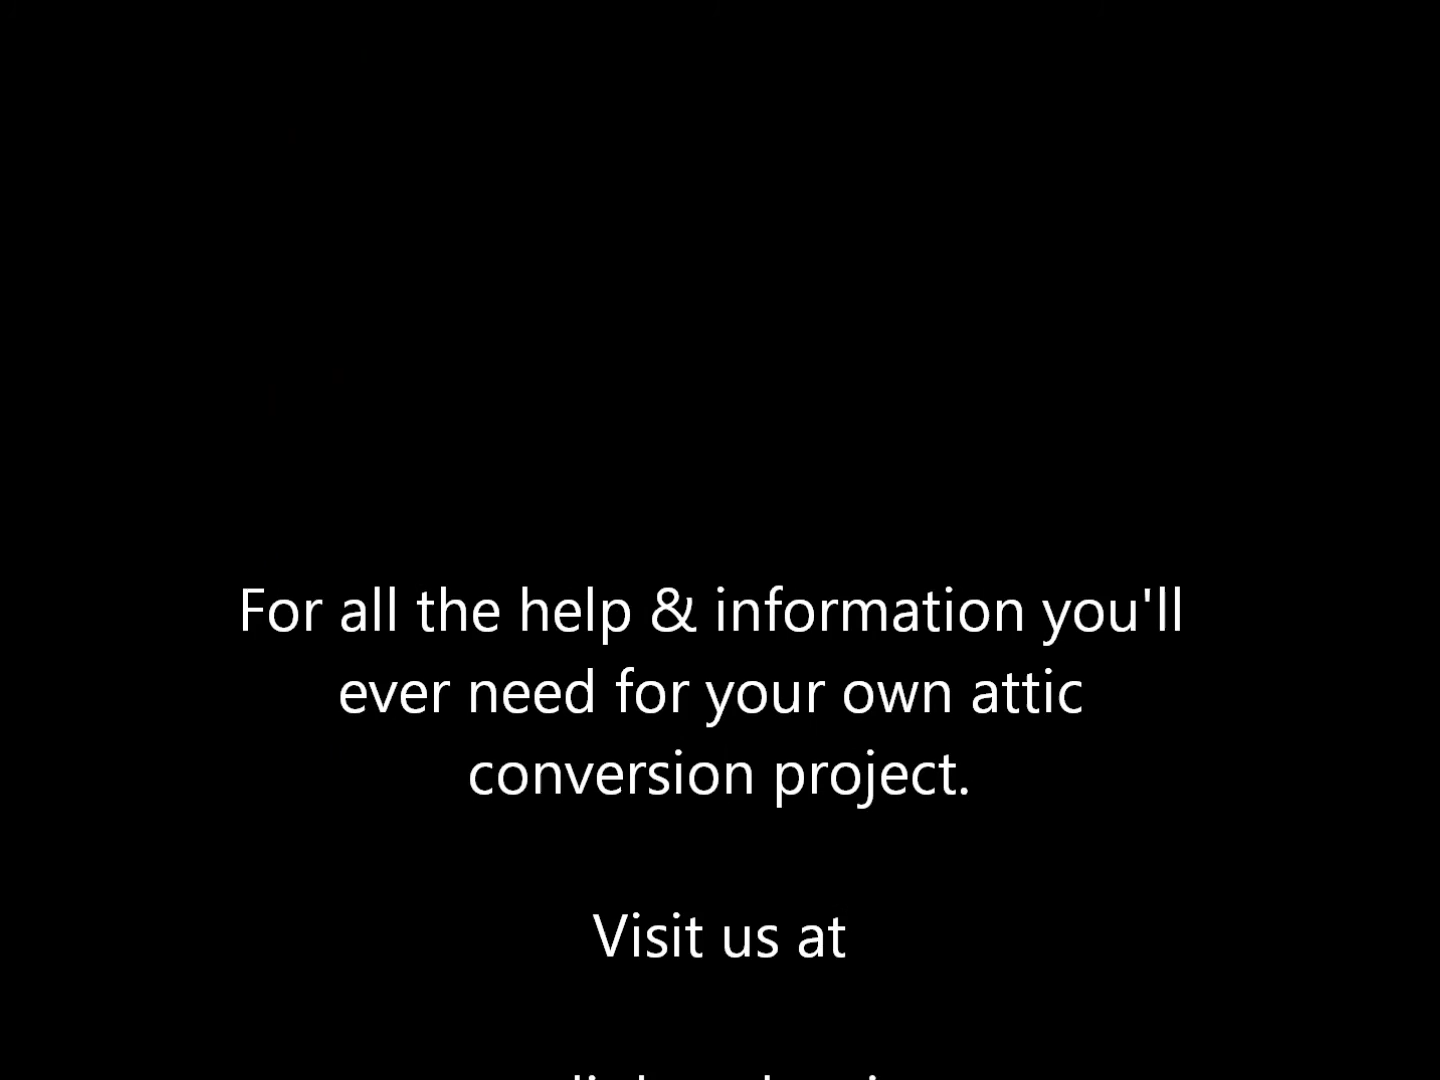 For all the help & information you'll
ever need for your own attic
conversion project.
Visit us at